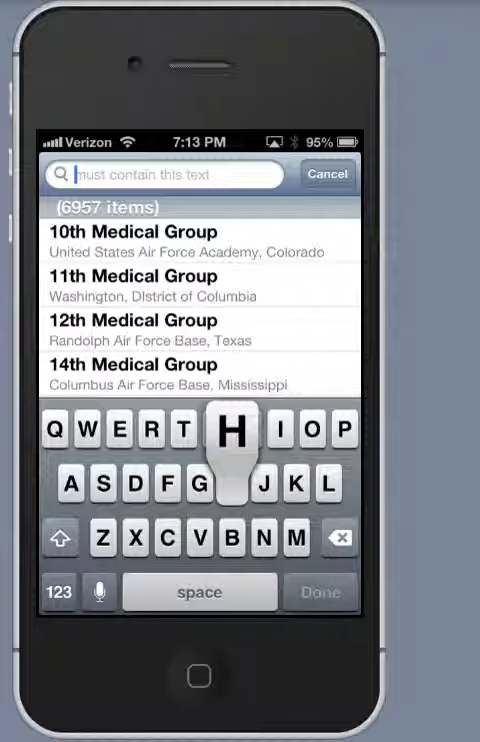 Verizon 7:13 PM 95%
must contain this text Cancel
(6957 items)
10th Medical Group
United States Air Force Academy, Colorado
11th Medical Group
Washington, District of Columbia
12th Medical Group
Randolph Air Force Base, Texas
14th Medical Group
Columbus Air Force Base, Mississippi
Q W E R T H I O P
A S D F G J K L
Z X C V B N M
123 space Done